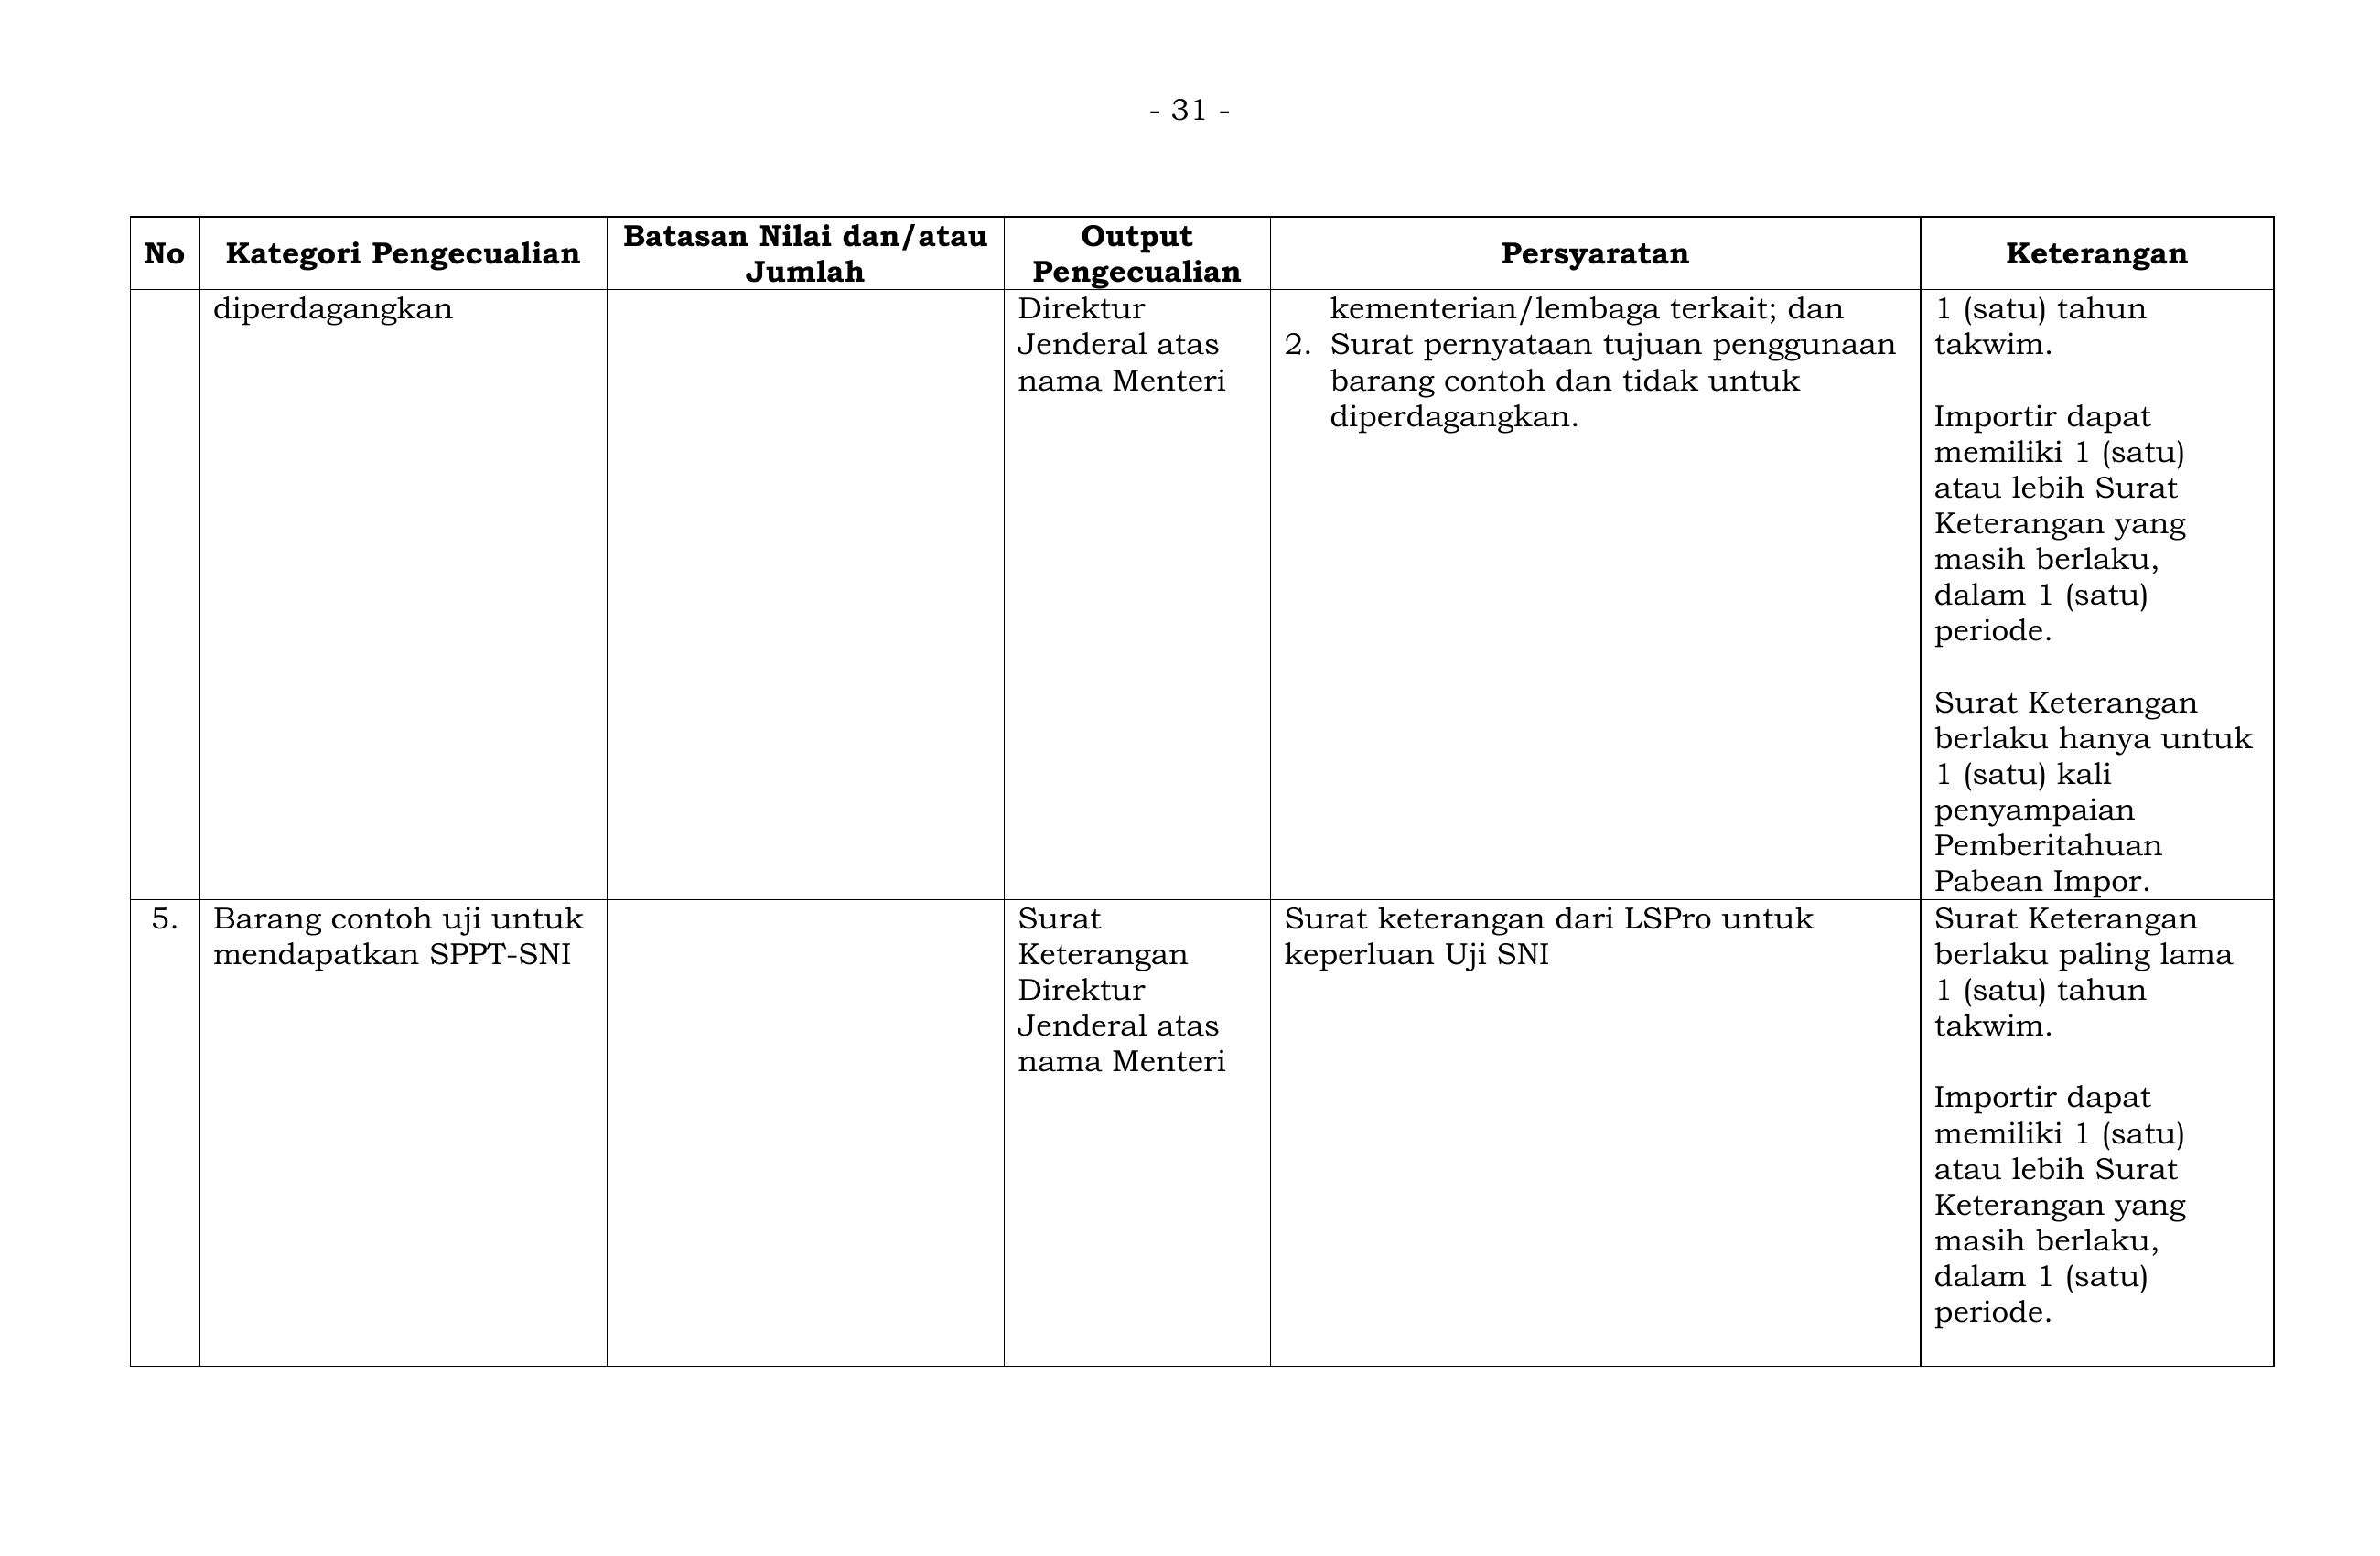 - 31 -
No
Kategori Pengecualian
Batasan Nilai dan/atau
Jumlah
Output
Pengecualian
Persyaratan
Keterangan
diperdagangkan
Direktur
Jenderal atas
nama Menteri
kementerian/lembaga terkait; dan
2. Surat pernyataan tujuan penggunaan
barang contoh dan tidak untuk
diperdagangkan.
1 (satu) tahun
takwim.
Importir dapat
memiliki 1 (satu)
atau lebih Surat
Keterangan yang
masih berlaku,
dalam 1 (satu)
periode.
Surat Keterangan
berlaku hanya untuk
1 (satu) kali
penyampaian
Pemberitahuan
Pabean Impor.
5.
Barang contoh uji untuk
mendapatkan SPPT-SNI
Surat
Keterangan
Direktur
Jenderal atas
nama Menteri
Surat keterangan dari LSPro untuk
keperluan Uji SNI
Surat Keterangan
berlaku paling lama
1 (satu) tahun
takwim.
Importir dapat
memiliki 1 (satu)
atau lebih Surat
Keterangan yang
masih berlaku,
dalam 1 (satu)
periode.